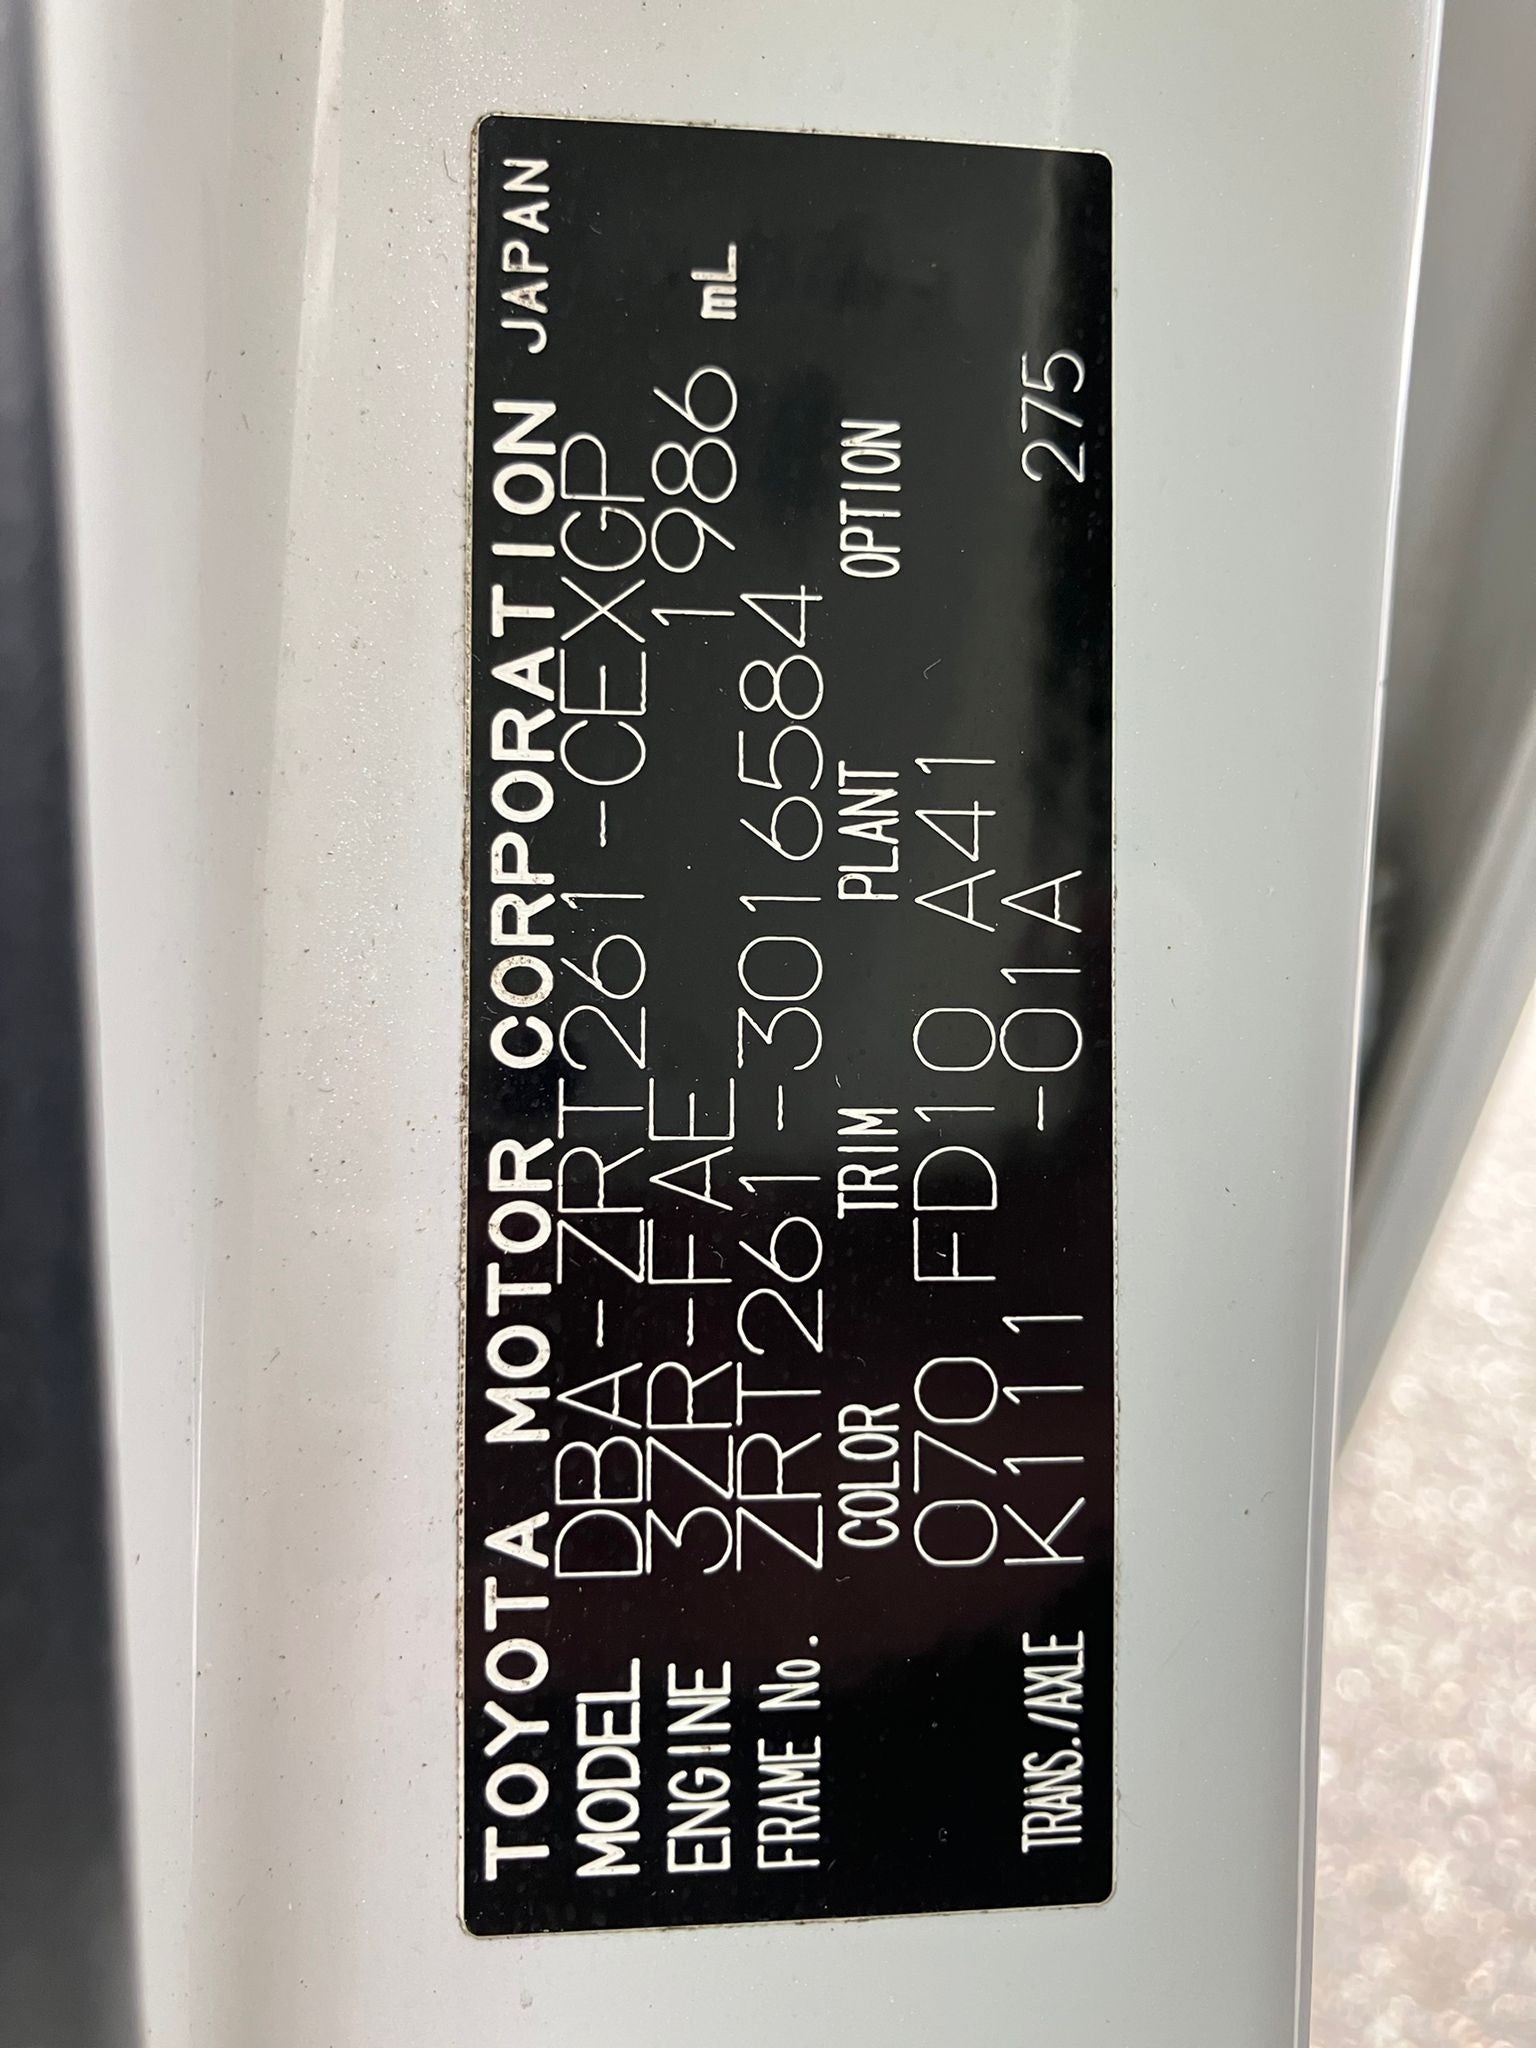 TOYOTA MOTOR CORPORATION JAPAN
MODEL DBA-ZRT261-CEXGP
ENGINE 3ZR-FAE 1986 mL
FRAME No. ZRT261-3016584
COLOR TRIM PLANT OPTION
070 FD10 A41
TRANS./AXLE K111 -01A 275